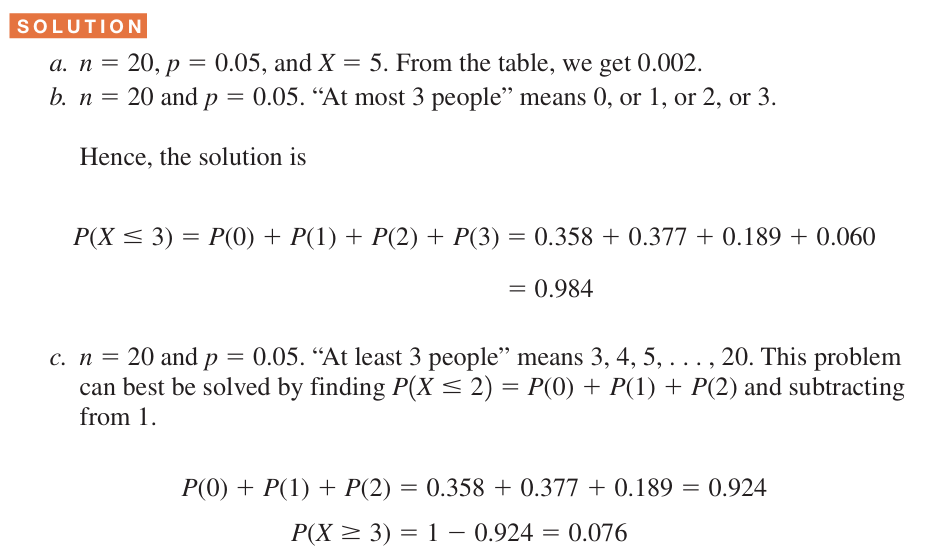 SOLUTION
a. n = 20, p = 0.05, and X = 5. From the table, we get 0.002.
b. n = 20 and p = 0.05. “At most 3 people” means 0, or 1, or 2, or 3.
Hence, the solution is
P(X ≤ 3) = P(0) + P(1) + P(2) + P(3) = 0.358 + 0.377 + 0.189 + 0.060
= 0.984
c. n = 20 and p = 0.05. “At least 3 people” means 3, 4, 5, . . . , 20. This problem
can best be solved by finding P(X ≤ 2) = P(0) + P(1) + P(2) and subtracting
from 1.
P(0) + P(1) + P(2) = 0.358 + 0.377 + 0.189 = 0.924
P(X ≥ 3) = 1 − 0.924 = 0.076